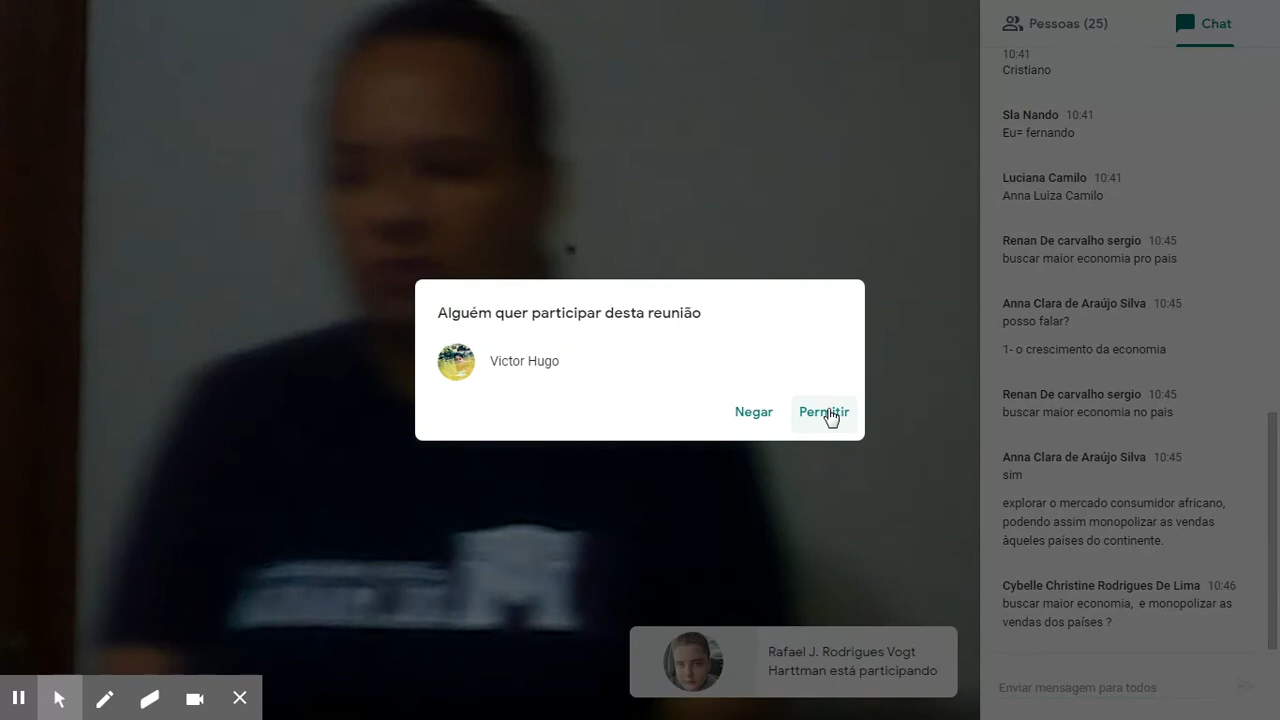 Pessoas (25)
Chat
10:41
Cristiano
Sla Nando 10:41
Eu= fernando
Luciana Camilo 10:41
Anna Luiza Camilo
Renan De carvalho sergio 10:45
buscar maior economia pro pais
Anna Clara de Araújo Silva 10:45
posso falar?
1- o crescimento da economia
Renan De carvalho sergio 10:45
buscar maior economia no pais
Anna Clara de Araújo Silva 10:45
sim
explorar o mercado consumidor africano,
podendo assim monopolizar as vendas
àqueles países do continente.
Cybelle Christine Rodrigues De Lima 10:46
buscar maior economia, e monopolizar as
vendas dos países ?
Enviar mensagem para todos
Alguém quer participar desta reunião
Victor Hugo
Negar
Permitir
Rafael J. Rodrigues Vogt
Harttman está participando